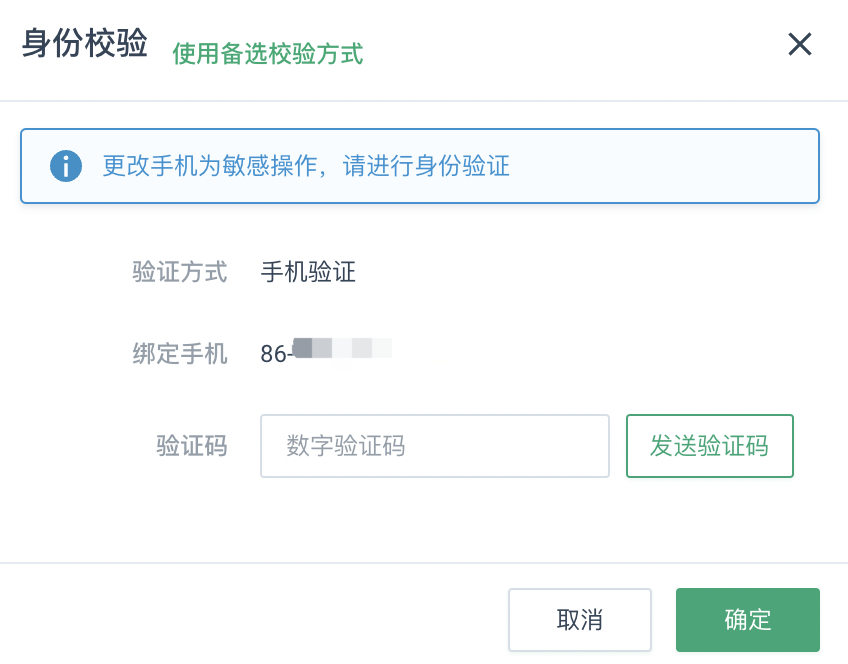 身份校验 使用备选校验方式
更改手机为敏感操作，请进行身份验证
验证方式 手机验证
绑定手机 86-
验证码 数字验证码 发送验证码
取消 确定